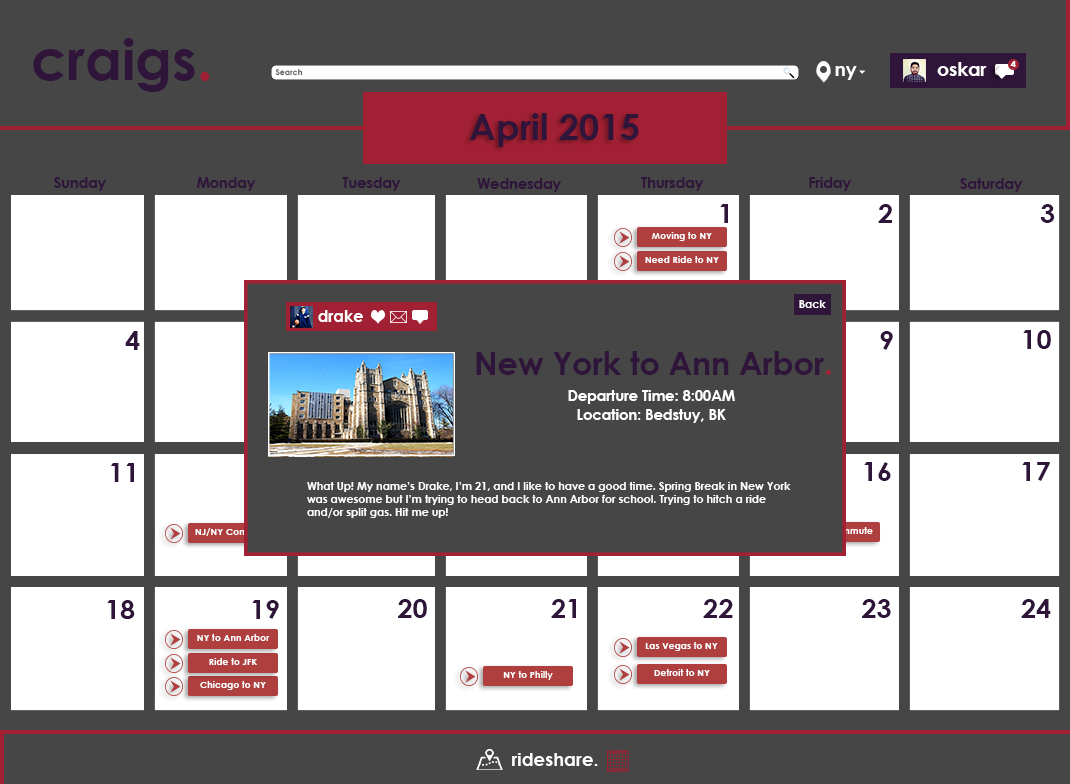 craigs.
Search
ny
oskar
4
April 2015
Sunday Monday Tuesday Wednesday Thursday Friday Saturday
1 2 3
Moving to NY
Need Ride to NY
drake
Back
New York to Ann Arbor.
Departure Time: 8:00AM
Location: Bedstuy, BK
What Up! My name's Drake, I'm 21, and I like to have a good time. Spring Break in New York
was awesome but I'm trying to head back to Ann Arbor for school. Trying to hitch a ride
and/or split gas. Hit me up!
4 9 10
11 16 17
NJ/NY Com
mmute
18 19 20 21 22 23 24
NY to Ann Arbor
Ride to JFK
Chicago to NY
NY to Philly
Las Vegas to NY
Detroit to NY
rideshare.